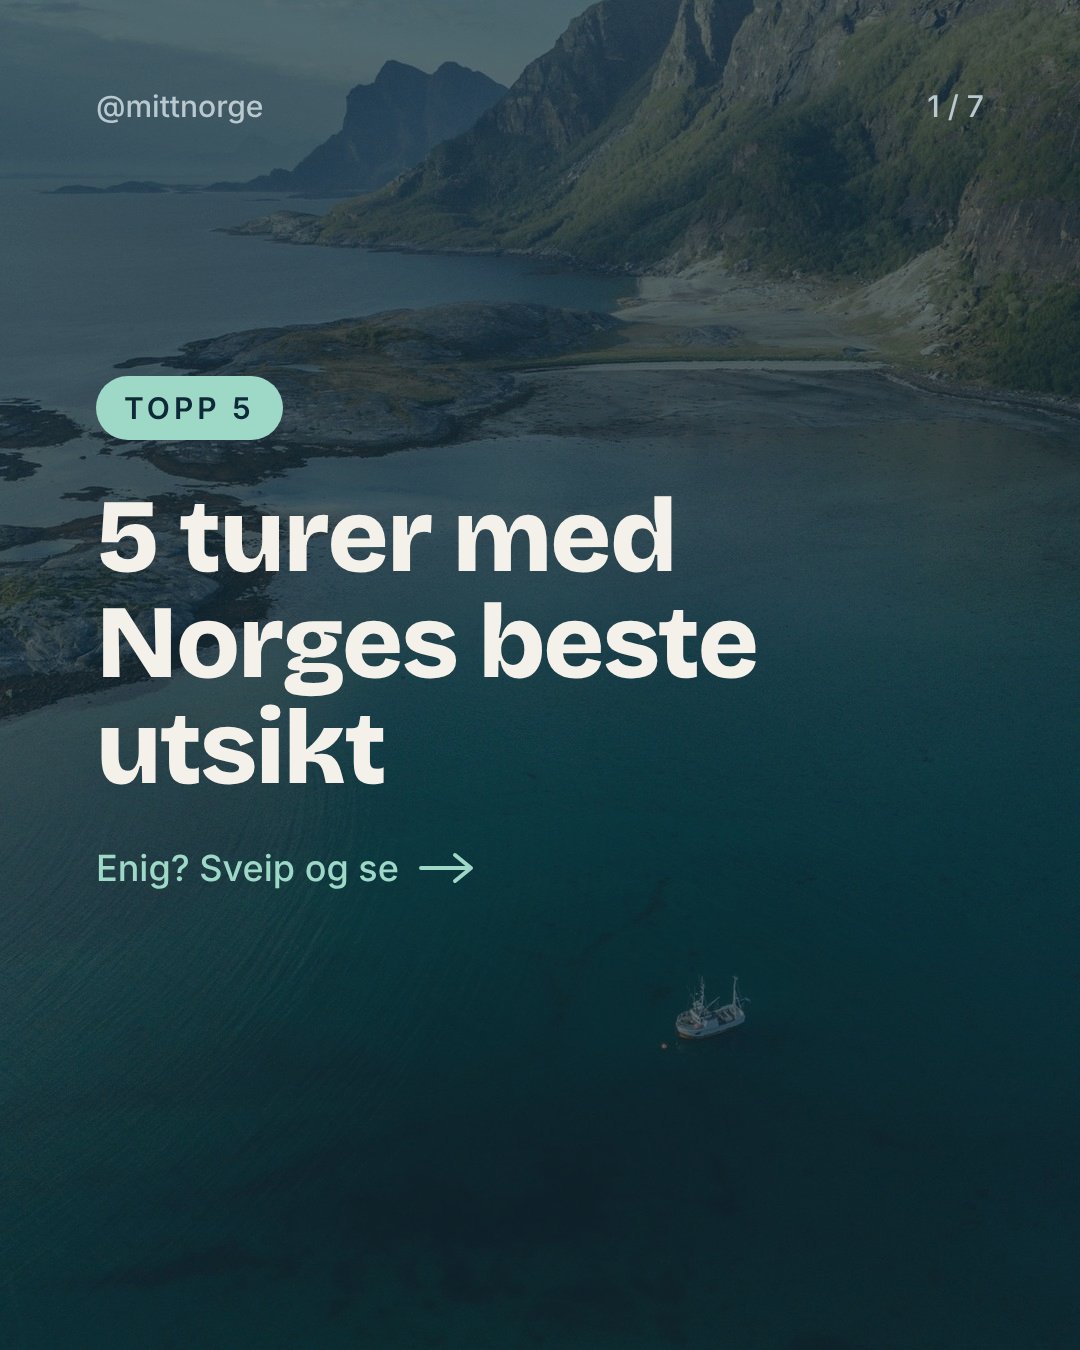 @mittnorge
1 / 7
TOPP 5
5 turer med
Norges beste
utsikt
Enig? Sveip og se →